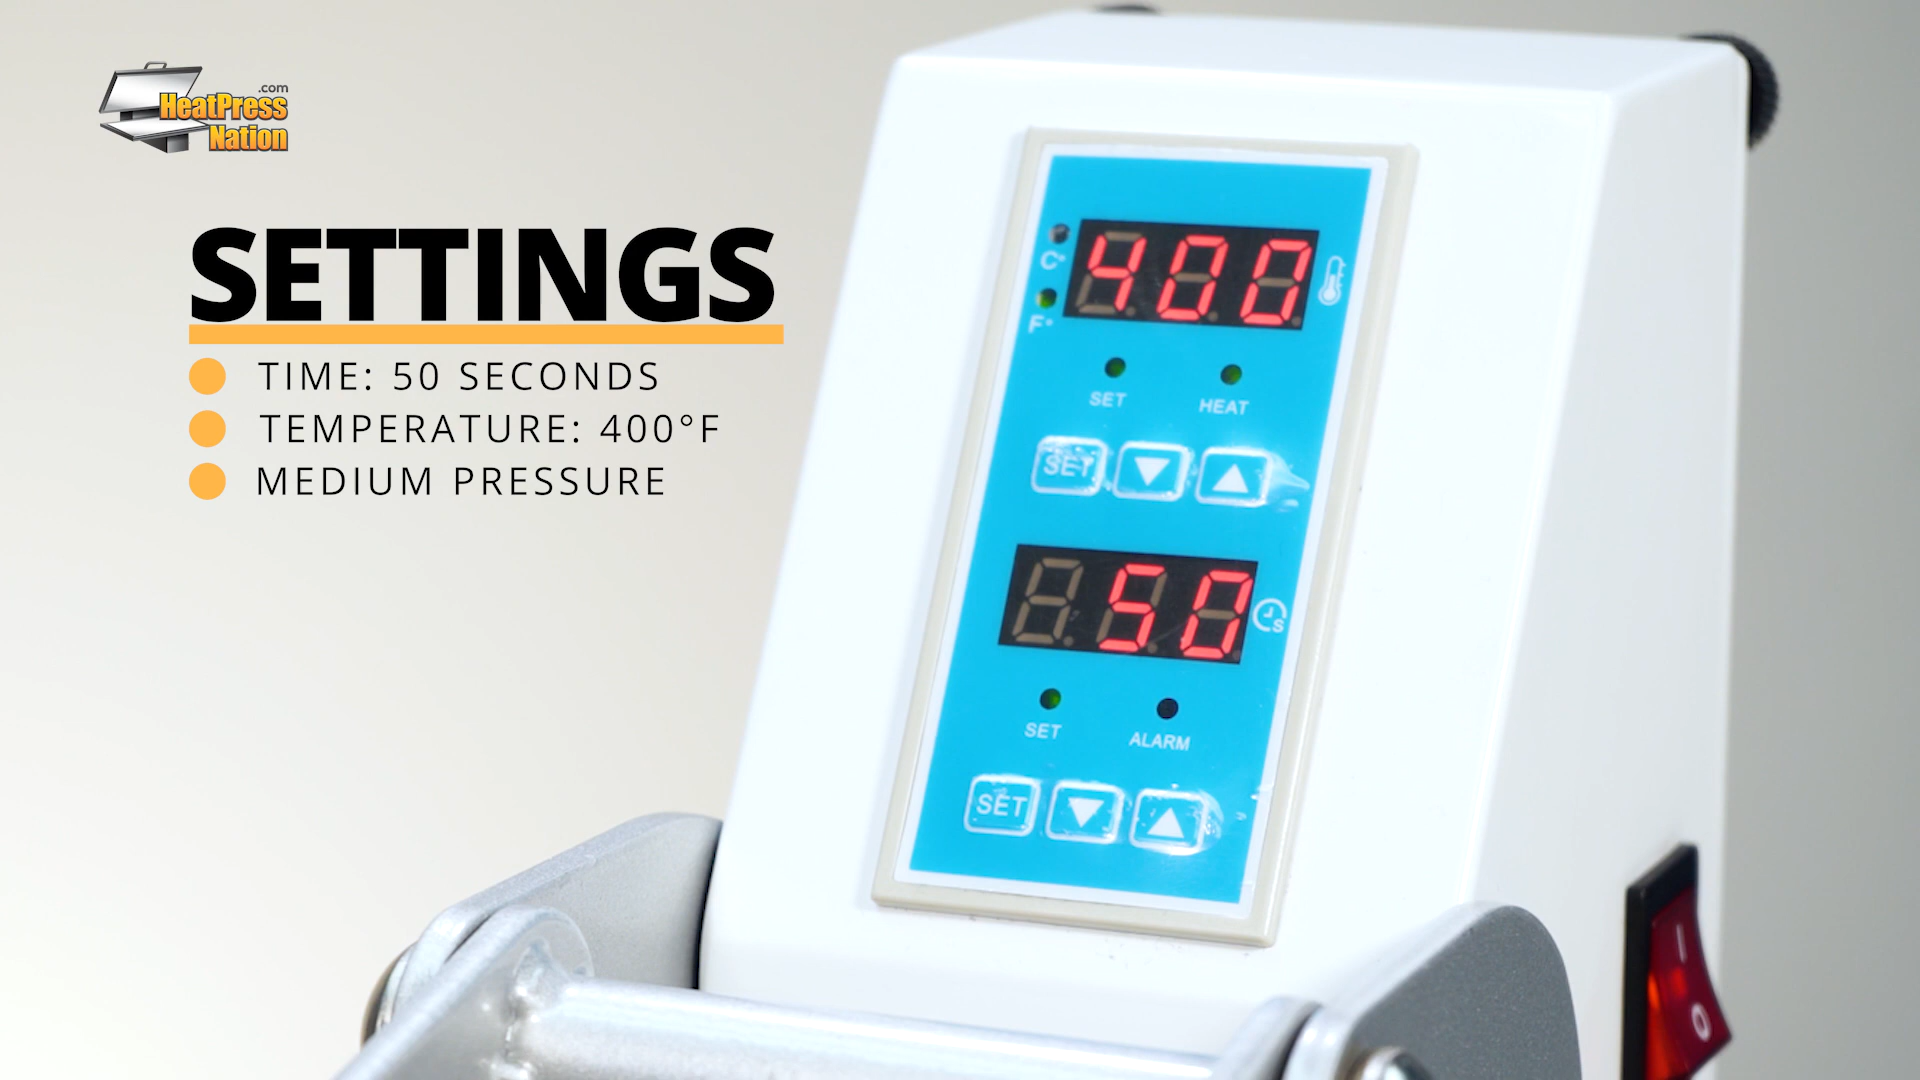 .com
HeatPress
Nation
SETTINGS
TIME: 50 SECONDS
TEMPERATURE: 400°F
MEDIUM PRESSURE
400
C°
F°
SET HEAT
SET
50
S
SET ALARM
SET